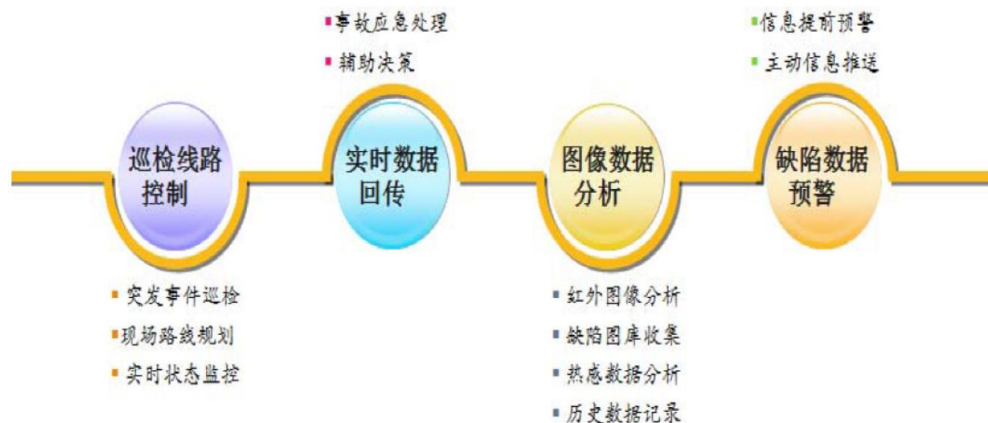 事故应急处理
辅助决策
信息提前预警
主动信息推送
巡检线路
控制
实时数据
回传
图像数据
分析
缺陷数据
预警
突发事件巡检
现场路线规划
实时状态监控
红外图像分析
缺陷图库收集
热感数据分析
历史数据记录